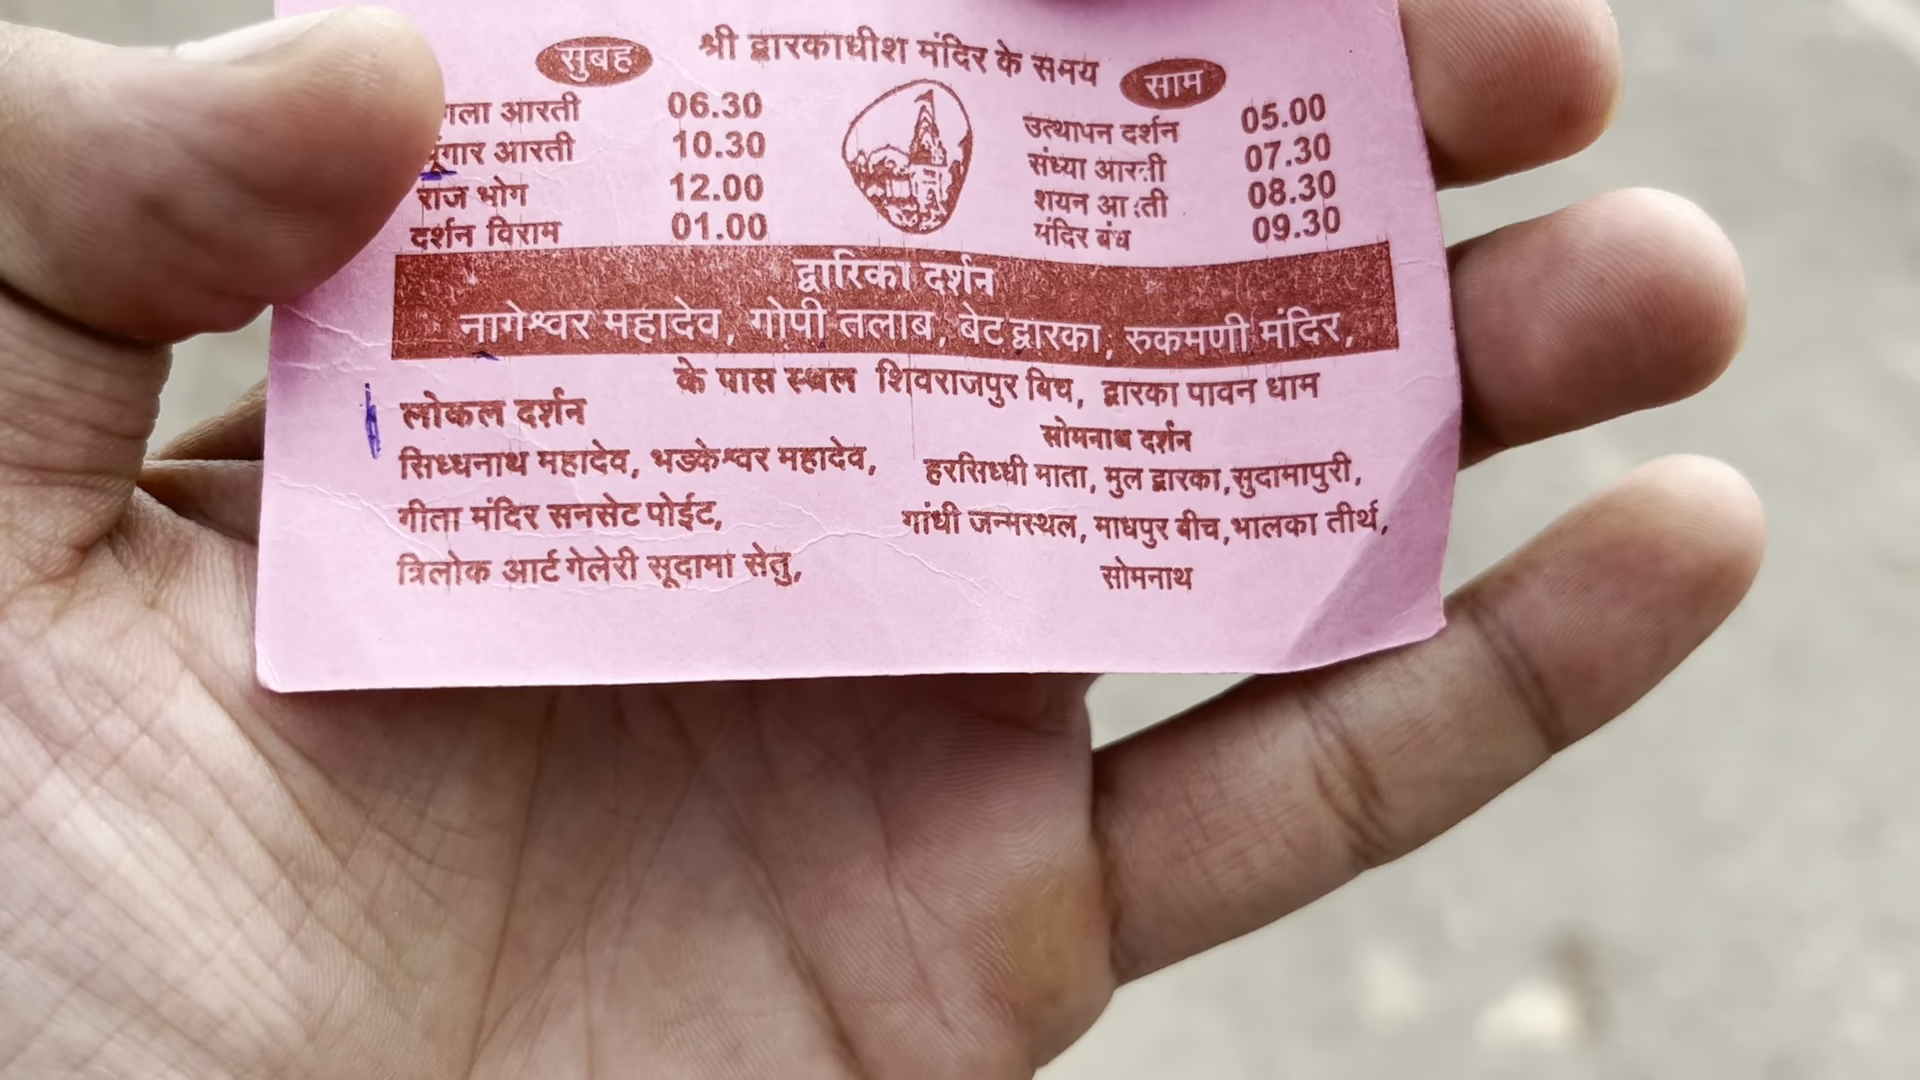 श्री द्वारकाधीश मंदिर के समय
सुबह
आरती 06.30
आरती 10.30
राज भोग 12.00
दर्शन विराम 01.00
साम
उत्थापन दर्शन 05.00
संध्या आरती 07.30
शयन आरती 08.30
मंदिर बंध 09.30
द्वारिका दर्शन
नागेश्वर महादेव, गोपी तलाब, बेट द्वारका, रुकमणी मंदिर,
के पास स्थल शिवराजपुर बिच, द्वारका पावन धाम
लोकल दर्शन
सिध्धनाथ महादेव, भडकेश्वर महादेव,
गीता मंदिर सनसेट पोईट,
त्रिलोक आर्ट गेलेरी सूदामा सेतु,
सोमनाथ दर्शन
हरसिध्धी माता, मुल द्वारका,सुदामापुरी,
गांधी जन्मस्थल, माधपुर बीच,भालका तीर्थ,
सोमनाथ